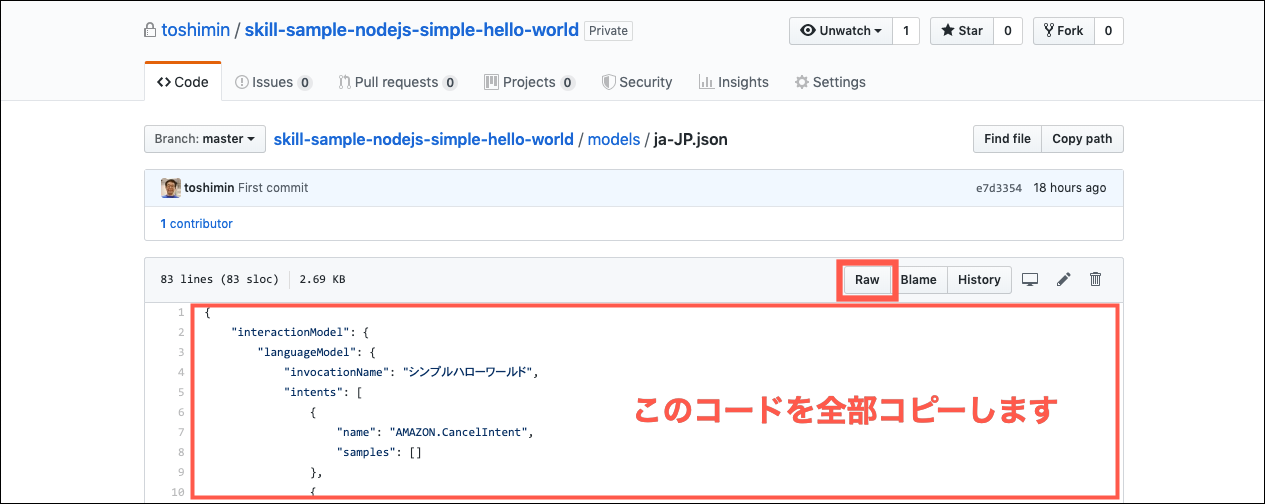 toshimin / skill-sample-nodejs-simple-hello-world Private Unwatch 1 Star 0 Fork 0
Code Issues 0 Pull requests 0 Projects 0 Security Insights Settings
Branch: master skill-sample-nodejs-simple-hello-world / models / ja-JP.json Find file Copy path
toshimin First commit e7d3354 18 hours ago
1 contributor
83 lines (83 sloc) 2.69 KB Raw Blame History
1 {
2 "interactionModel": {
3 "languageModel": {
4 "invocationName": "シンプルハローワールド",
5 "intents": [
6 {
7 "name": "AMAZON.CancelIntent",
8 "samples": []
9 },
10 {
このコードを全部コピーします